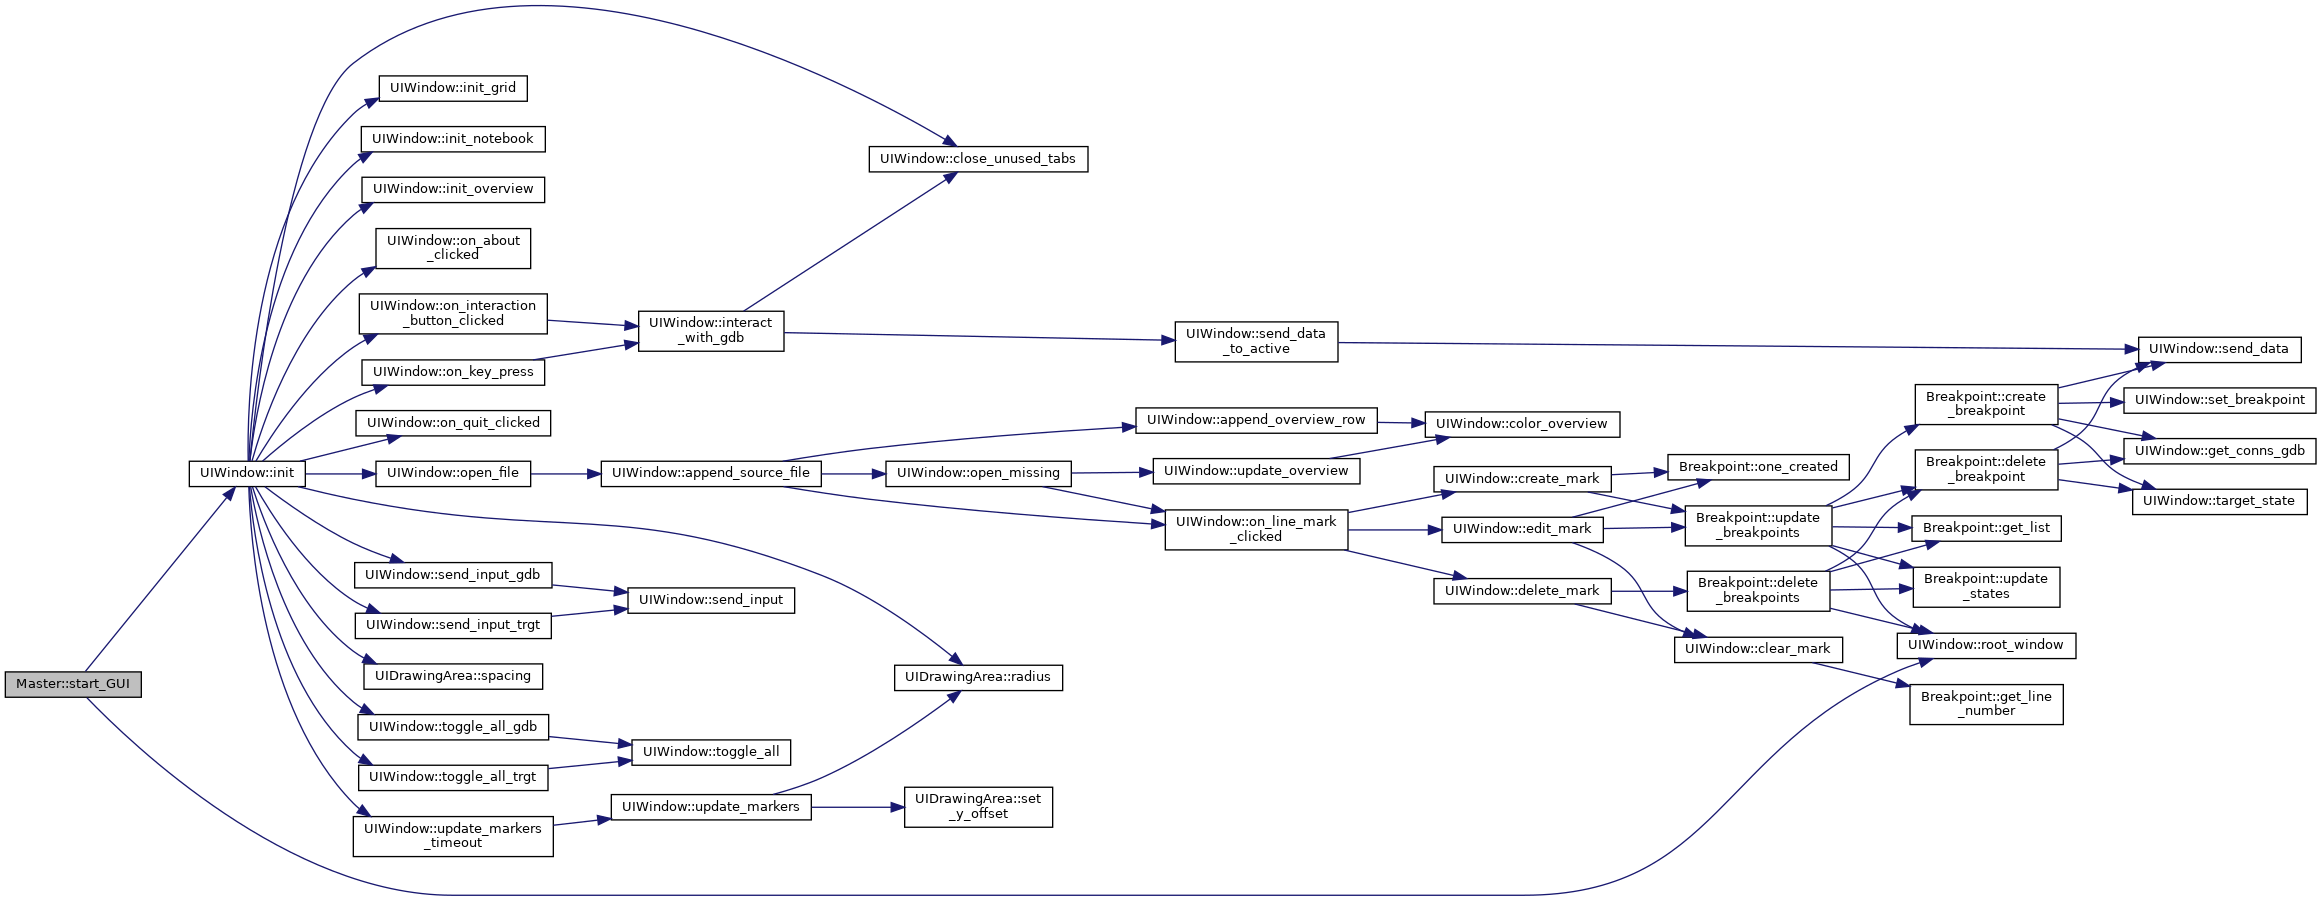 Master::start_GUI
UIWindow::init
UIWindow::init_grid
UIWindow::init_notebook
UIWindow::init_overview
UIWindow::on_about
_clicked
UIWindow::on_interaction
_button_clicked
UIWindow::on_key_press
UIWindow::on_quit_clicked
UIWindow::open_file
UIWindow::send_input_gdb
UIWindow::send_input_trgt
UIDrawingArea::spacing
UIWindow::toggle_all_gdb
UIWindow::toggle_all_trgt
UIWindow::update_markers
_timeout
UIWindow::interact
_with_gdb
UIWindow::append_source_file
UIWindow::send_input
UIWindow::toggle_all
UIWindow::update_markers
UIWindow::close_unused_tabs
UIWindow::open_missing
UIDrawingArea::radius
UIDrawingArea::set
_y_offset
UIWindow::send_data
_to_active
UIWindow::append_overview_row
UIWindow::update_overview
UIWindow::on_line_mark
_clicked
UIWindow::color_overview
UIWindow::create_mark
UIWindow::edit_mark
UIWindow::delete_mark
Breakpoint::one_created
Breakpoint::update
_breakpoints
Breakpoint::delete
_breakpoints
UIWindow::clear_mark
Breakpoint::create
_breakpoint
Breakpoint::delete
_breakpoint
Breakpoint::get_list
Breakpoint::update
_states
UIWindow::root_window
Breakpoint::get_line
_number
UIWindow::send_data
UIWindow::set_breakpoint
UIWindow::get_conns_gdb
UIWindow::target_state